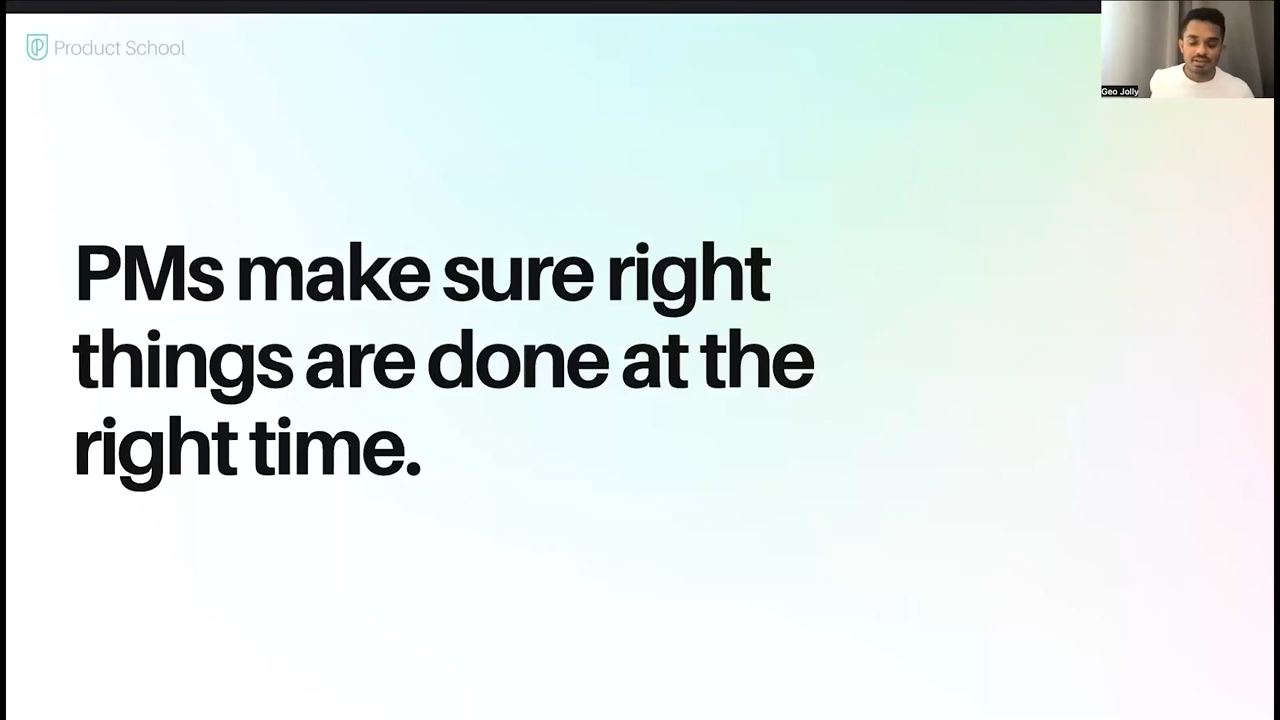 Product School
Geo Jolly
PMs make sure right
things are done at the
right time.